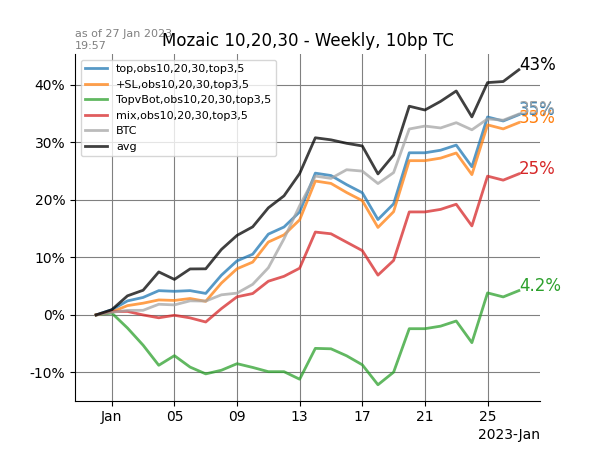 as of 27 Jan 2023
19:57
Mozaic 10,20,30 - Weekly, 10bp TC
top,obs10,20,30,top3,5
+SL,obs10,20,30,top3,5
TopvBot,obs10,20,30,top3,5
mix,obs10,20,30,top3,5
BTC
avg
43%
35%
35%
33%
25%
4.2%
40%
30%
20%
10%
0%
-10%
Jan
05
09
13
17
21
25
2023-Jan